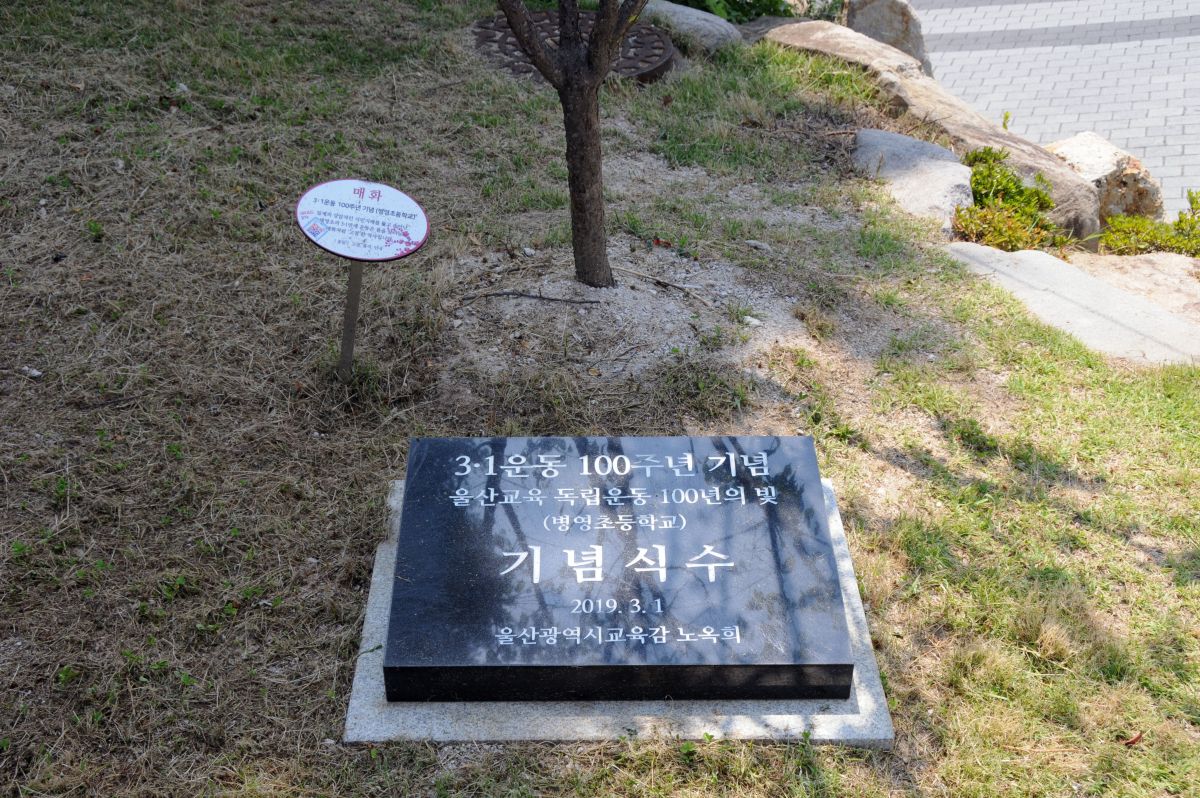 매화
3·1운동 100주년 기념 (병영초등학교)
3·1운동 100주년 기념
울산교육 독립운동 100년의 빛
(병영초등학교)
기념식수
2019. 3. 1
울산광역시교육감 노옥희